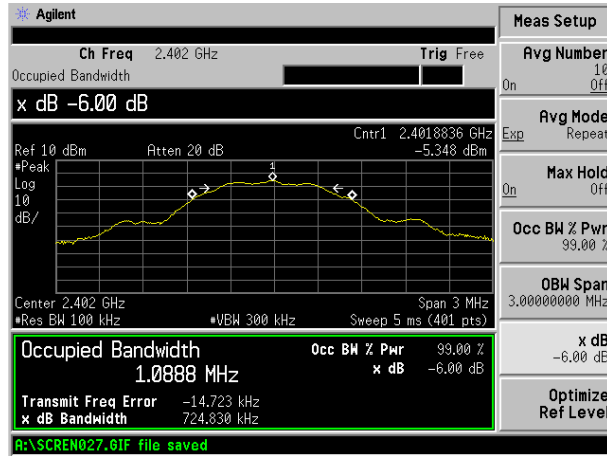 Agilent
Meas Setup
Ch Freq 2.402 GHz Trig Free
Occupied Bandwidth
Avg Number
10
On Off
x dB -6.00 dB
Avg Mode
Exp Repeat
Cntr1 2.4018836 GHz
Ref 10 dBm Atten 20 dB -5.348 dBm
#Peak
Log
10
dB/
1
Max Hold
On Off
Occ BW % Pwr
99.00 %
Center 2.402 GHz Span 3 MHz
#Res BW 100 kHz #VBW 300 kHz Sweep 5 ms (401 pts)
OBW Span
3.00000000 MHz
Occupied Bandwidth Occ BW % Pwr 99.00 %
1.0888 MHz x dB -6.00 dB
x dB
-6.00 dB
Transmit Freq Error -14.723 kHz
x dB Bandwidth 724.830 kHz
Optimize
Ref Level
A:\SCREN027.GIF file saved